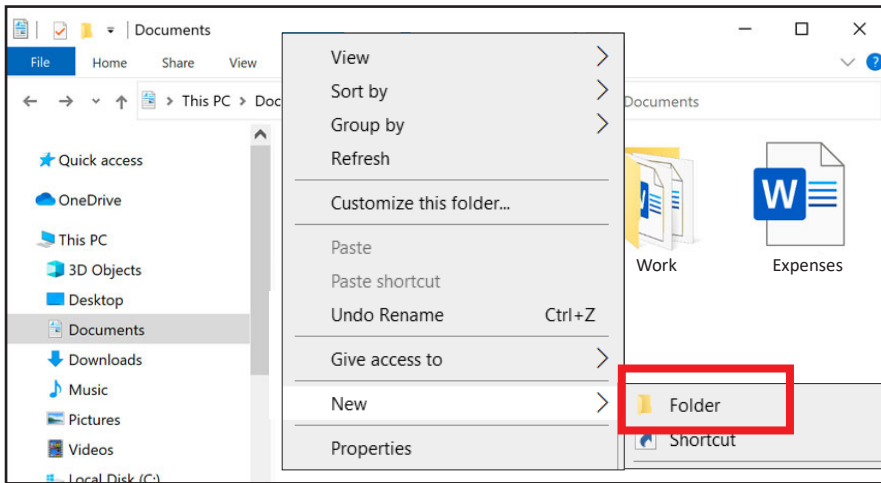 Documents
File Home Share View
This PC > Doc
Documents
Quick access
OneDrive
This PC
3D Objects
Desktop
Documents
Downloads
Music
Pictures
Videos
Local Disk (C:)
View
Sort by
Group by
Refresh
Customize this folder...
Paste
Paste shortcut
Undo Rename Ctrl+Z
Give access to
New
Properties
Folder
Shortcut
W
Work
Expenses
?